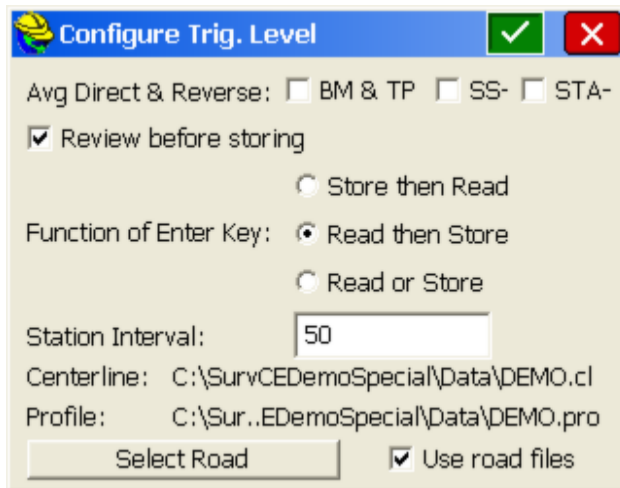 Configure Trig. Level
Avg Direct & Reverse: BM & TP SS- STA-
Review before storing
Store then Read
Function of Enter Key: Read then Store
Read or Store
Station Interval: 50
Centerline: C:\SurvCEDemoSpecial\Data\DEMO.cl
Profile: C:\Sur..EDemoSpecial\Data\DEMO.pro
Select Road Use road files